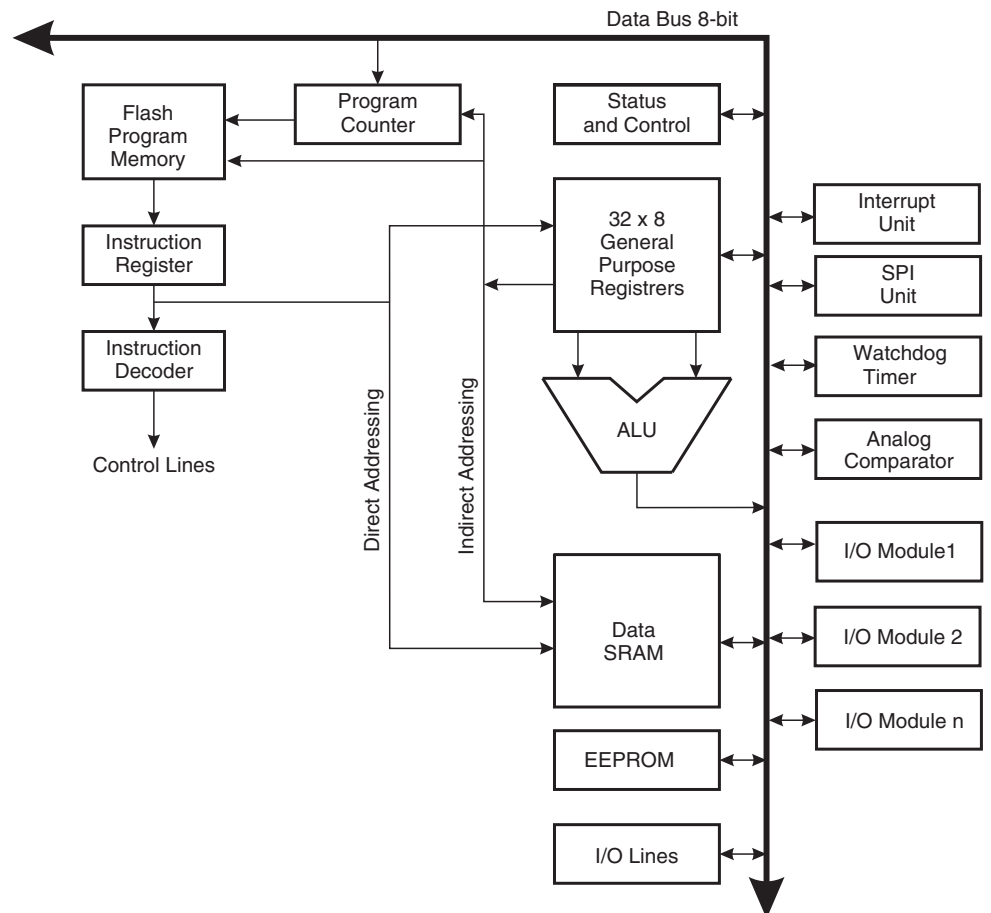 Data Bus 8-bit
Flash
Program
Memory
Program
Counter
Status
and Control
32 x 8
General
Purpose
Registrers
Interrupt
Unit
Instruction
Register
SPI
Unit
Instruction
Decoder
Watchdog
Timer
Control Lines
Direct Addressing
Indirect Addressing
ALU
Analog
Comparator
I/O Module1
Data
SRAM
I/O Module 2
I/O Module n
EEPROM
I/O Lines